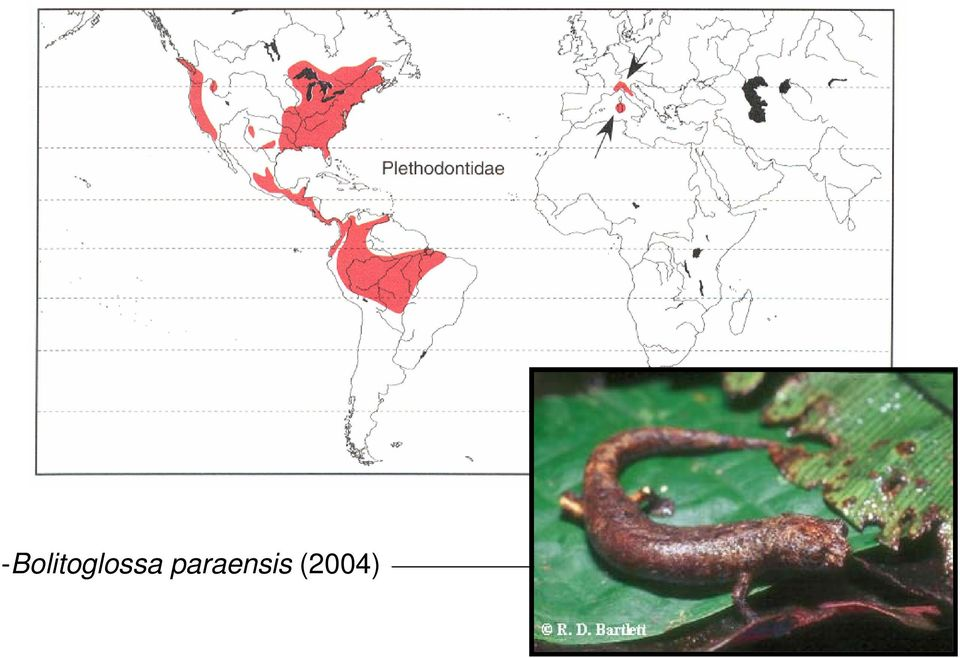 Plethodontidae
-Bolitoglossa paraensis (2004)
© R. D. Bartlett